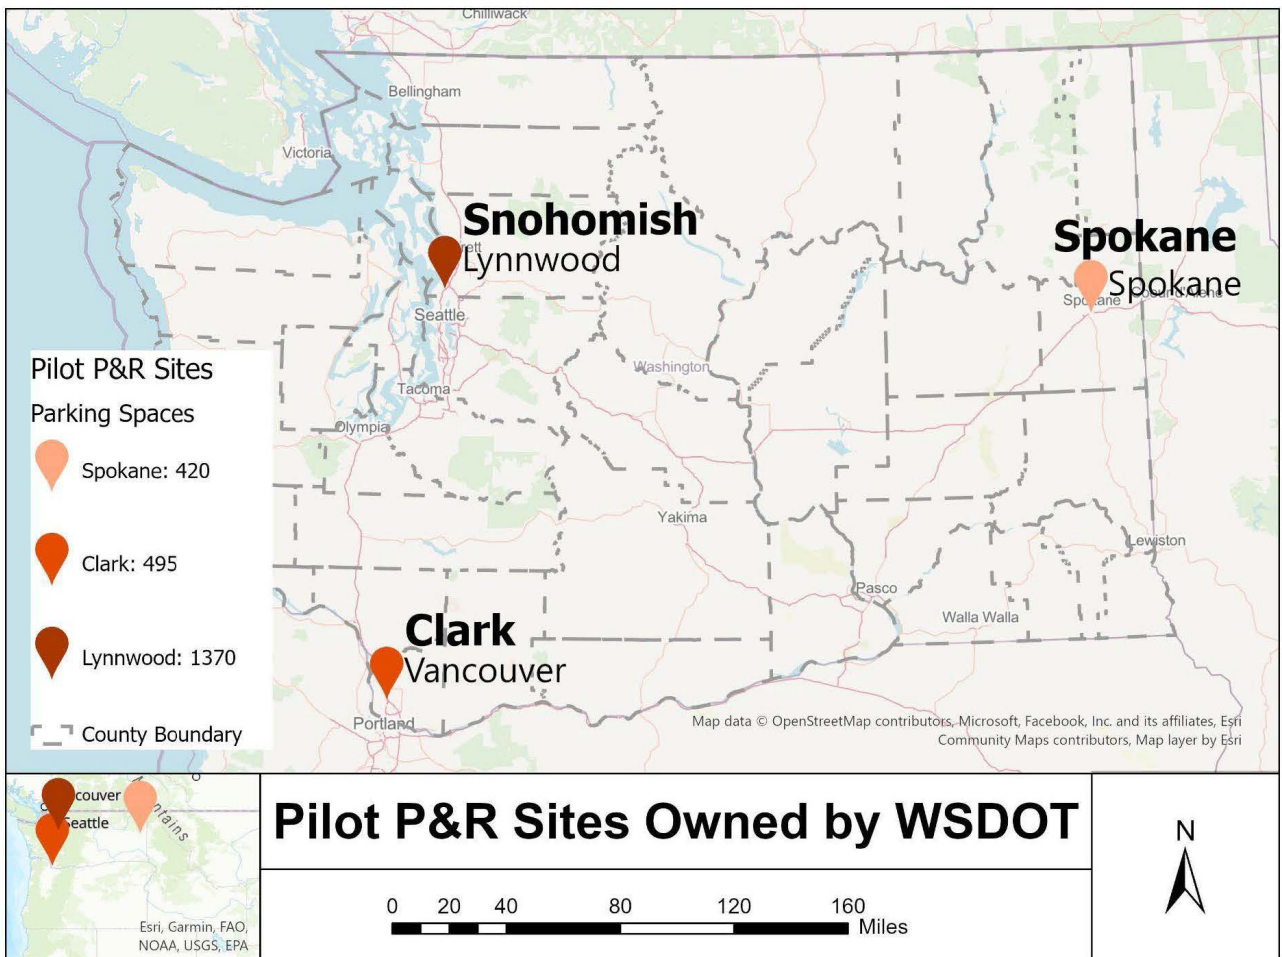 Chilliwack
Bellingham
Victoria
Snohomish
Lynnwood
Seattle
Spokane
Spokane
Spokane
Washington
Tacoma
Olympia
Yakima
Lewiston
Pasco
Walla Walla
Clark
Vancouver
Portland
Pilot P&R Sites
Parking Spaces
Spokane: 420
Clark: 495
Lynnwood: 1370
County Boundary
Map data © OpenStreetMap contributors, Microsoft, Facebook, Inc. and its affiliates, Esri
Community Maps contributors, Map layer by Esri
couver
Seattle
ntains
Esri, Garmin, FAO,
NOAA, USGS, EPA
Pilot P&R Sites Owned by WSDOT
0 20 40 80 120 160
Miles
N